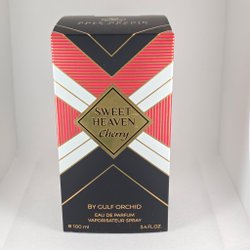 SWEET
HEAVEN
Cherry
BY GULF ORCHID
EAU DE PARFUM
VAPORISATEUR SPRAY
e 100 ml 3.4 FL.OZ.